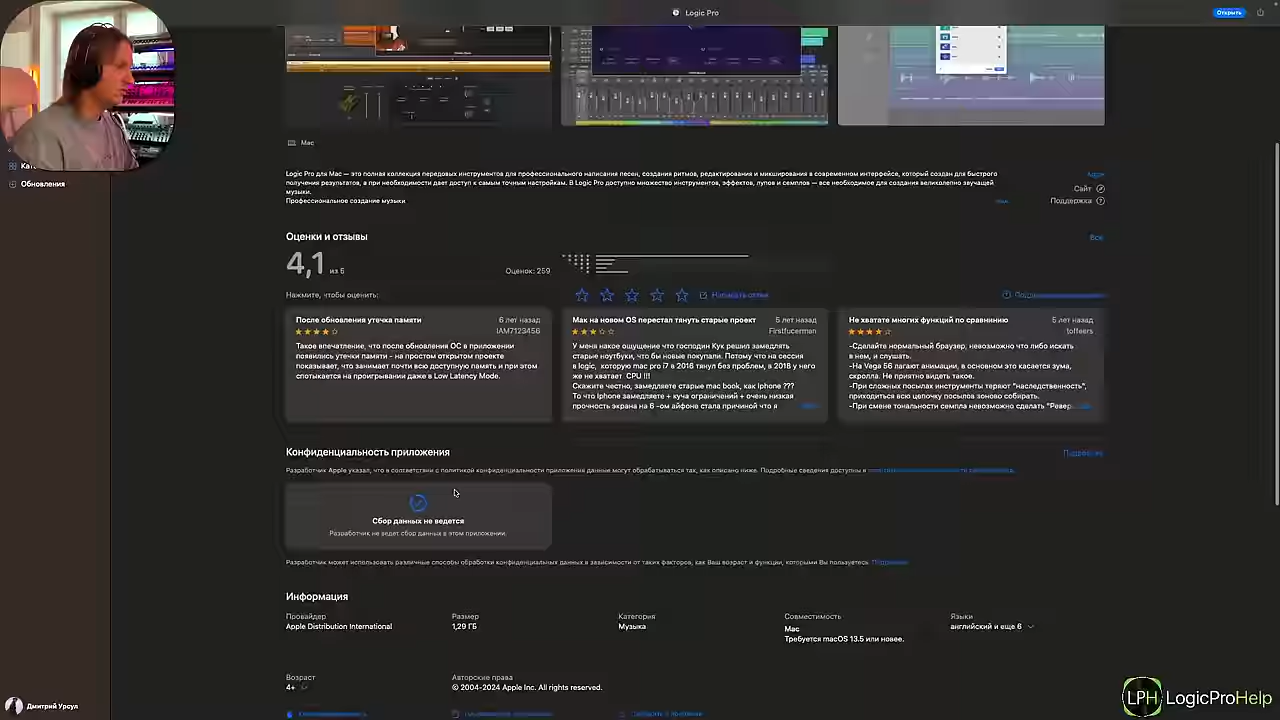 Logic Pro
Открыть
Кат
Обновления
Mac
Logic Pro для Mac — это полная коллекция передовых инструментов для профессионального написания песен, создания ритмов, редактирования и микширования в современном интерфейсе, который создан для быстрого
получения результатов, а при необходимости дает доступ к самым точным настройкам. В Logic Pro доступно множество инструментов, эффектов, лупов и семплов — все необходимое для создания великолепно звучащей
музыки.
Профессиональное создание музыки
Сайт
Поддержка
Оценки и отзывы
Все
4,1 из 5
Оценок: 259
Нажмите, чтобы оценить:
Написать отзыв
После обновления утечка памяти
6 лет назад
IAM7123456
Такое впечатление, что после обновления ОС в приложении
появились утечки памяти - на простом открытом проекте
показывает, что занимает почти всю доступную память и при этом
спотыкается на проигрывании даже в Low Latency Mode.
Мак на новом OS перестал тянуть старые проект
5 лет назад
Firstfucerman
У меня накое ощущение что господин Кук решил замедлять
старые ноутбуки, что бы новые покупали. Потому что на сессия
в logic, которую mac pro i7 в 2016 тянул без проблем, в 2018 у него
же не хватает CPU !!!
Скажите честно, замедляете старые mac book, как Iphone ???
То что Iphone замедляете + куча ограничений + очень низкая
прочность экрана на 6 -ом айфоне стала причиной что я
Не хватате многих функций по сравнинию
5 лет назад
toffeers
-Сделайте нормальный браузер, невозможно что либо искать
в нем, и слушать.
-На Vega 56 лагают анимации, в основном это касается зума,
скролла. Не приятно видеть такое.
-При сложных посылах инструменты теряют "наследственность",
приходиться всю цепочку посылов зоново собирать.
-При смене тональности семпла невозможно сделать "Ревер
Конфиденциальность приложения
Подробнее
Разработчик Apple указал, что в соответствии с политикой конфиденциальности приложения данные могут обрабатываться так, как описано ниже. Подробные сведения доступны в
Сбор данных не ведется
Разработчик не ведет сбор данных в этом приложении.
Разработчик может использовать различные способы обработки конфиденциальных данных в зависимости от таких факторов, как Ваш возраст и функции, которыми Вы пользуетесь.
Информация
Провайдер
Apple Distribution International
Размер
1,29 ГБ
Категория
Музыка
Совместимость
Mac
Требуется macOS 13.5 или новее.
Языки
английский и еще 6
Возраст
4+
Авторские права
© 2004-2024 Apple Inc. All rights reserved.
Дмитрий Урсул
LPH LogicProHelp